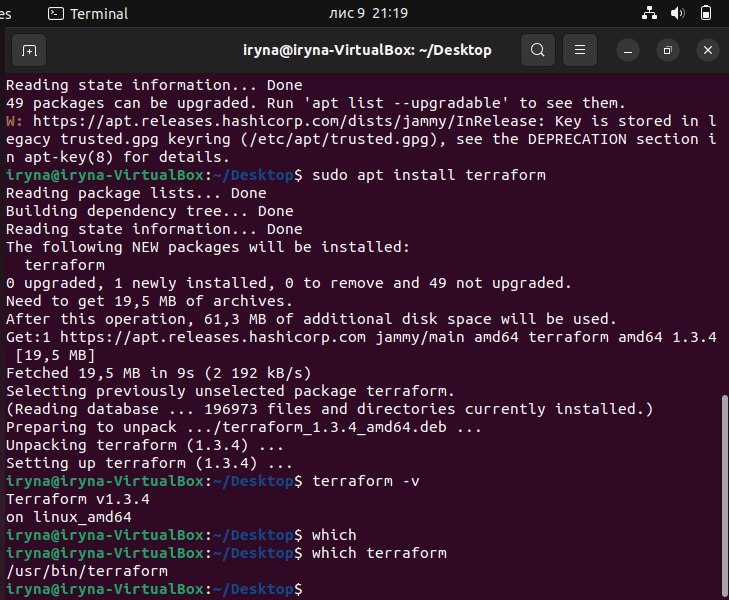 es Terminal лис 9 21:19
iryna@iryna-VirtualBox: ~/Desktop
Reading state information... Done
49 packages can be upgraded. Run 'apt list --upgradable' to see them.
W: https://apt.releases.hashicorp.com/dists/jammy/InRelease: Key is stored in l
egacy trusted.gpg keyring (/etc/apt/trusted.gpg), see the DEPRECATION section i
n apt-key(8) for details.
iryna@iryna-VirtualBox:~/Desktop$ sudo apt install terraform
Reading package lists... Done
Building dependency tree... Done
Reading state information... Done
The following NEW packages will be installed:
  terraform
0 upgraded, 1 newly installed, 0 to remove and 49 not upgraded.
Need to get 19,5 MB of archives.
After this operation, 61,3 MB of additional disk space will be used.
Get:1 https://apt.releases.hashicorp.com jammy/main amd64 terraform amd64 1.3.4
 [19,5 MB]
Fetched 19,5 MB in 9s (2 192 kB/s)
Selecting previously unselected package terraform.
(Reading database ... 196973 files and directories currently installed.)
Preparing to unpack .../terraform_1.3.4_amd64.deb ...
Unpacking terraform (1.3.4) ...
Setting up terraform (1.3.4) ...
iryna@iryna-VirtualBox:~/Desktop$ terraform -v
Terraform v1.3.4
on linux_amd64
iryna@iryna-VirtualBox:~/Desktop$ which
iryna@iryna-VirtualBox:~/Desktop$ which terraform
/usr/bin/terraform
iryna@iryna-VirtualBox:~/Desktop$